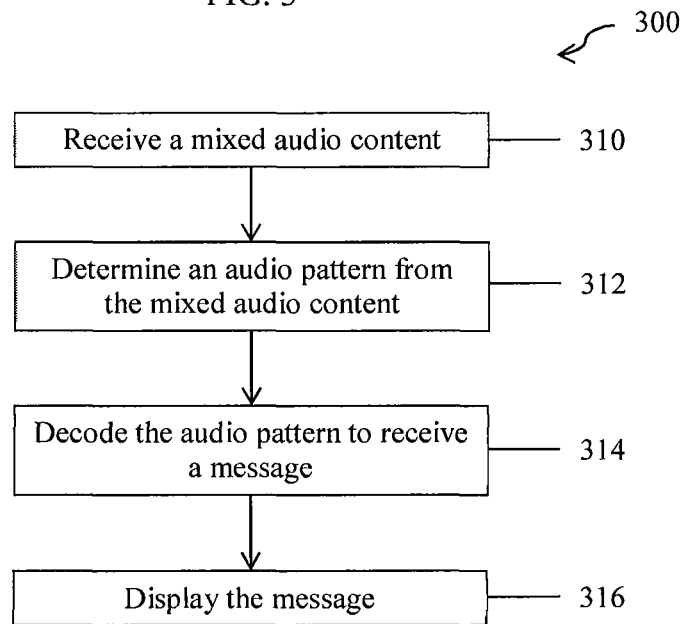 FIG. 3
300
Receive a mixed audio content
310
Determine an audio pattern from
the mixed audio content
312
Decode the audio pattern to receive
a message
314
Display the message
316